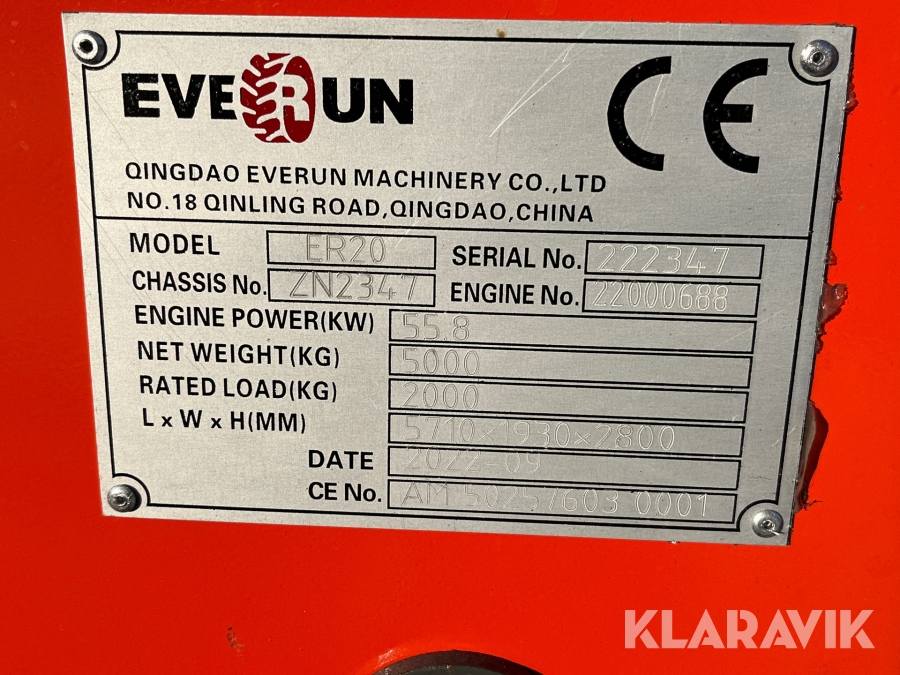 EVERUN
CE
QINGDAO EVERUN MACHINERY CO.,LTD
NO.18 QINLING ROAD,QINGDAO,CHINA
MODEL ER20 SERIAL No. 222347
CHASSIS No. ZN2347 ENGINE No. 22000688
ENGINE POWER(KW) 55.8
NET WEIGHT(KG) 5000
RATED LOAD(KG) 2000
L x W x H(MM) 5710×1930×2800
DATE 2022-09
CE No. AM 50257603 0001
KLARAVIK